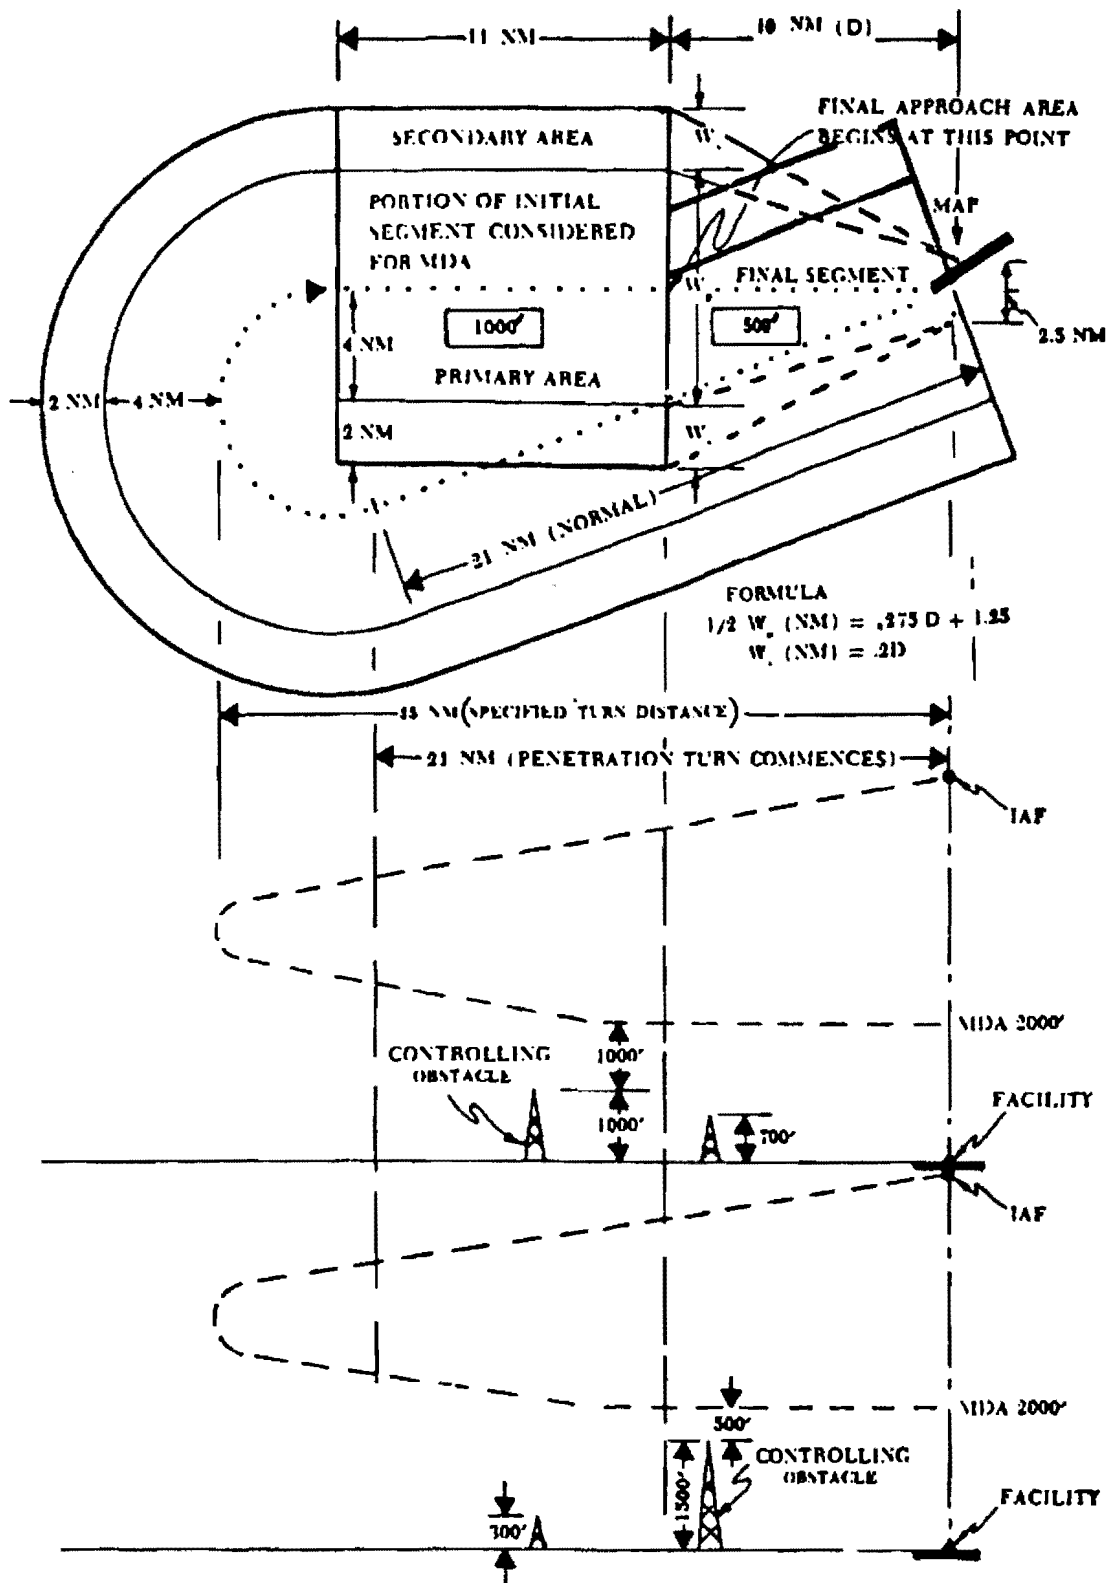 11 NM
10 NM (D)
FINAL APPROACH AREA
BEGINS AT THIS POINT
SECONDARY AREA
W
PORTION OF INITIAL
SEGMENT CONSIDERED
FOR MDA
MAP
FINAL SEGMENT
W
1000'
500'
4 NM
2.5 NM
PRIMARY AREA
2 NM
4 NM
2 NM
W
21 NM (NORMAL)
FORMULA
1/2 W (NM) = .275 D + 1.25
W (NM) = .2D
NM (SPECIFIED TURN DISTANCE)
21 NM (PENETRATION TURN COMMENCES)
IAF
MDA 2000'
CONTROLLING
OBSTACLE
1000'
1000'
700'
FACILITY
IAF
MDA 2000'
500'
CONTROLLING
OBSTACLE
1500'
FACILITY